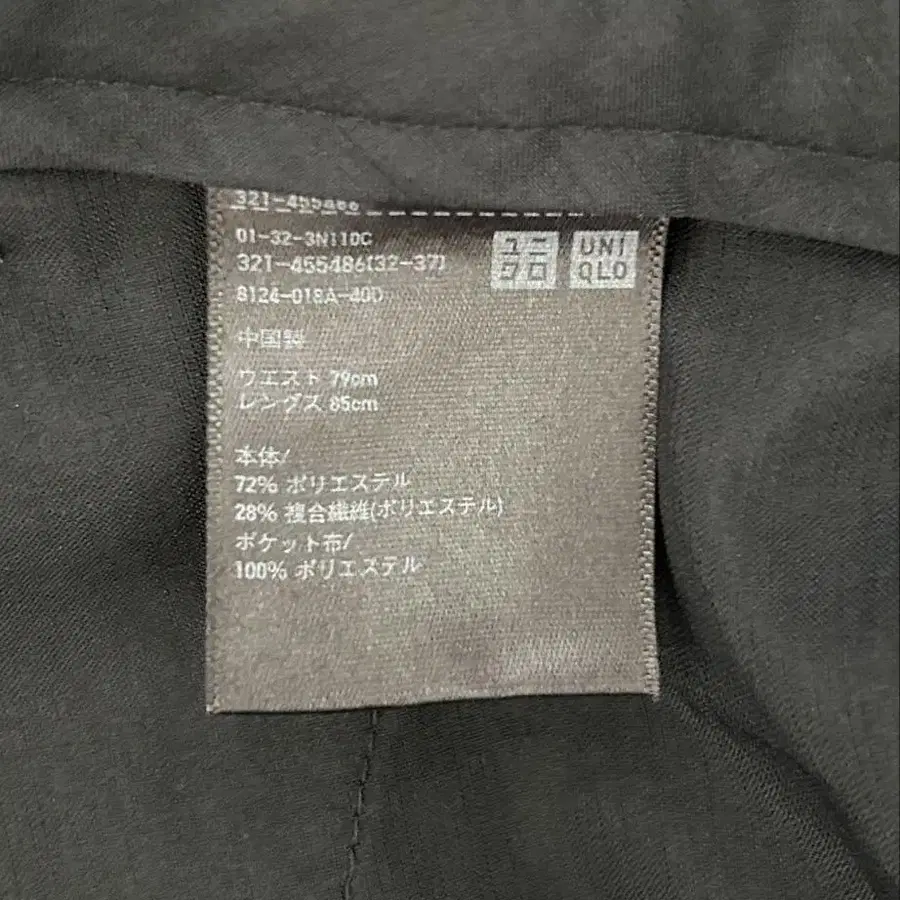 321-455486
01-32-3N110C
321-455486(32-37)
8124-018A-40D
ユニ
クロ
UNI
QLO
中国製
ウエスト 79cm
レングス 85cm
本体/
72% ポリエステル
28% 複合繊維(ポリエステル)
ポケット布/
100% ポリエステル